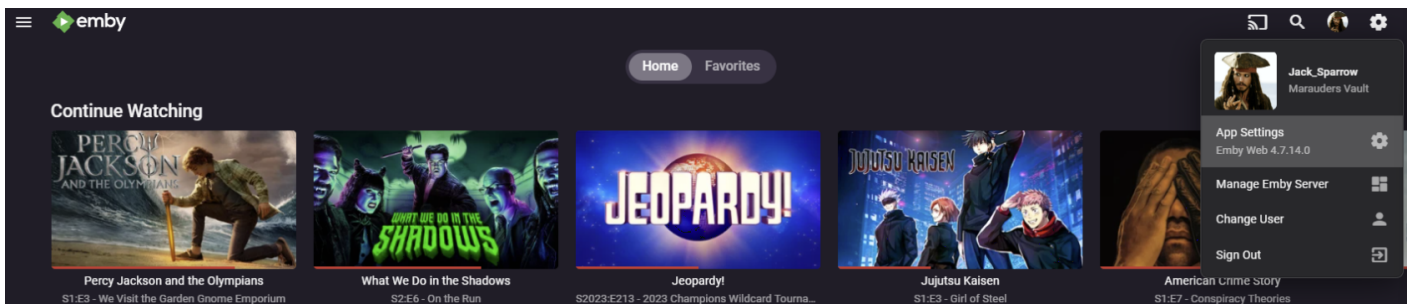 emby
Home
Favorites
Jack_Sparrow
Marauders Vault
App Settings
Emby Web 4.7.14.0
Manage Emby Server
Change User
Sign Out
Continue Watching
PERCY
JACKSON
AND THE OLYMPIANS
WHAT WE DO IN THE
SHADOWS
JEOPARDY!
JUJUTSU KAISEN
Percy Jackson and the Olympians
S1:E3 - We Visit the Garden Gnome Emporium
What We Do in the Shadows
S2:E6 - On the Run
Jeopardy!
S2023:E213 - 2023 Champions Wildcard Tourna...
Jujutsu Kaisen
S1:E3 - Girl of Steel
American Crime Story
S1:E7 - Conspiracy Theories